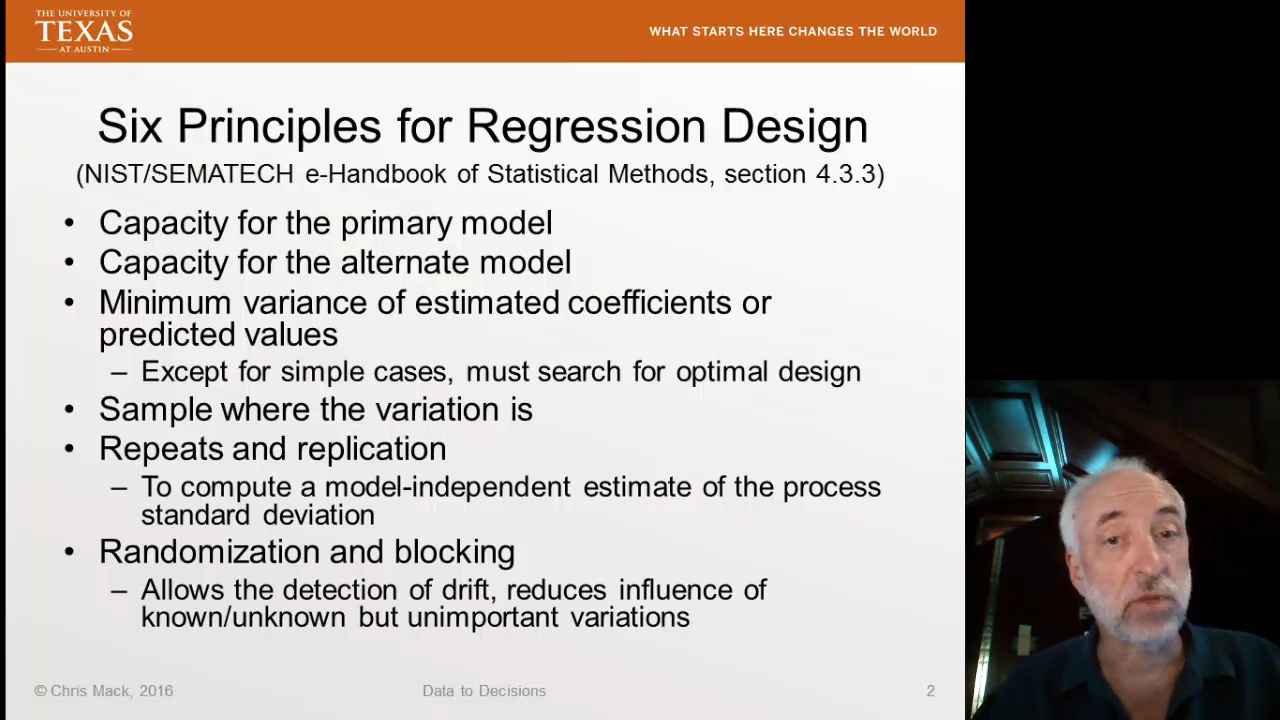 THE UNIVERSITY OF
TEXAS
AT AUSTIN
WHAT STARTS HERE CHANGES THE WORLD
Six Principles for Regression Design
(NIST/SEMATECH e-Handbook of Statistical Methods, section 4.3.3)
• Capacity for the primary model
• Capacity for the alternate model
• Minimum variance of estimated coefficients or
predicted values
– Except for simple cases, must search for optimal design
• Sample where the variation is
• Repeats and replication
– To compute a model-independent estimate of the process
standard deviation
• Randomization and blocking
– Allows the detection of drift, reduces influence of
known/unknown but unimportant variations
© Chris Mack, 2016
Data to Decisions
2